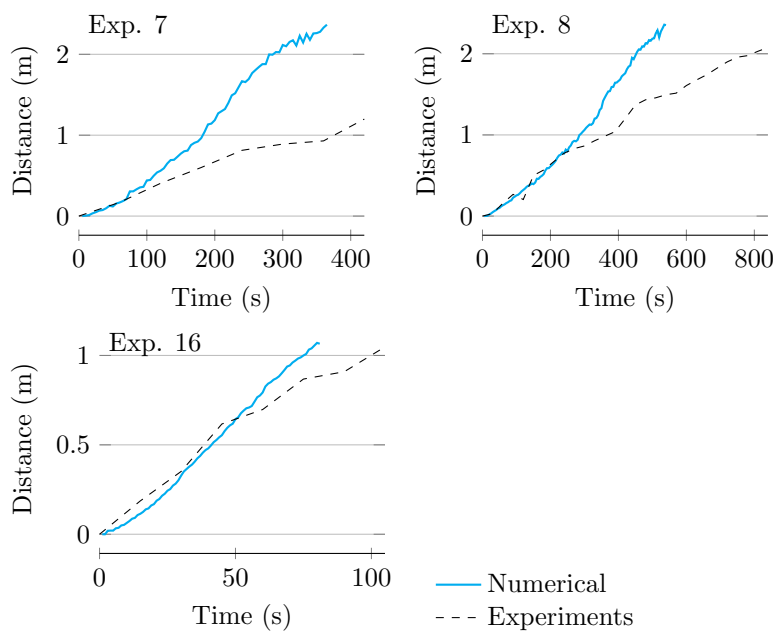 Exp. 7
Distance (m)
2
1
0
0 100 200 300 400
Time (s)
Exp. 8
Distance (m)
2
1
0
0 200 400 600 800
Time (s)
Exp. 16
Distance (m)
1
0.5
0
0 50 100
Time (s)
Numerical
Experiments